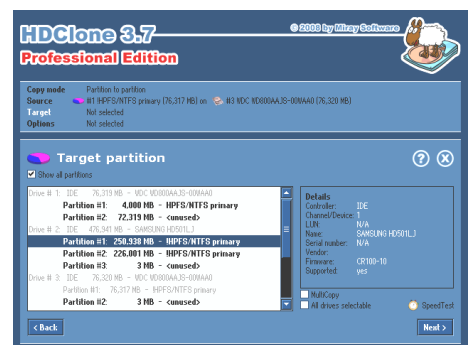 HDClone 3.7
© 2008 by Miray Software
Professional Edition
Copy mode Partition to partition
Source #1 !HPFS/NTFS primary (76,317 MB) on #3 WDC WD800AAJS-00WAA0 (76,320 MB)
Target Not selected
Options Not selected
Target partition
Show all partitions
Drive # 1: IDE 76,319 MB - WDC WD800AAJS-00WAA0
Partition #1: 4,000 MB - HPFS/NTFS primary
Partition #2: 72,319 MB - <unused>
Drive # 2: IDE 476,941 MB - SAMSUNG HD501LJ
Partition #1: 250,938 MB - !HPFS/NTFS primary
Partition #2: 226,001 MB - !HPFS/NTFS primary
Partition #3: 3 MB - <unused>
Drive # 3: IDE 76,320 MB - WDC WD800AAJS-00WAA0
Partition #1: 76,317 MB - !HPFS/NTFS primary
Partition #2: 3 MB - <unused>
Details
Controller: IDE
Channel/Device: 1
LUN: N/A
Name: SAMSUNG HD501LJ
Serial number: N/A
Vendor:
Firmware: CR100-10
Supported: yes
MultiCopy
All drives selectable
SpeedTest
< Back
Next >